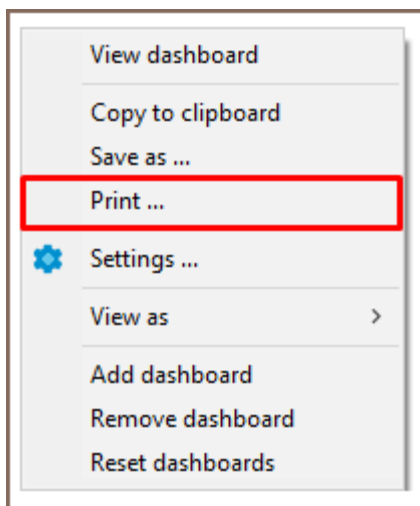 View dashboard
Copy to clipboard
Save as ...
Print ...
Settings ...
View as
Add dashboard
Remove dashboard
Reset dashboards